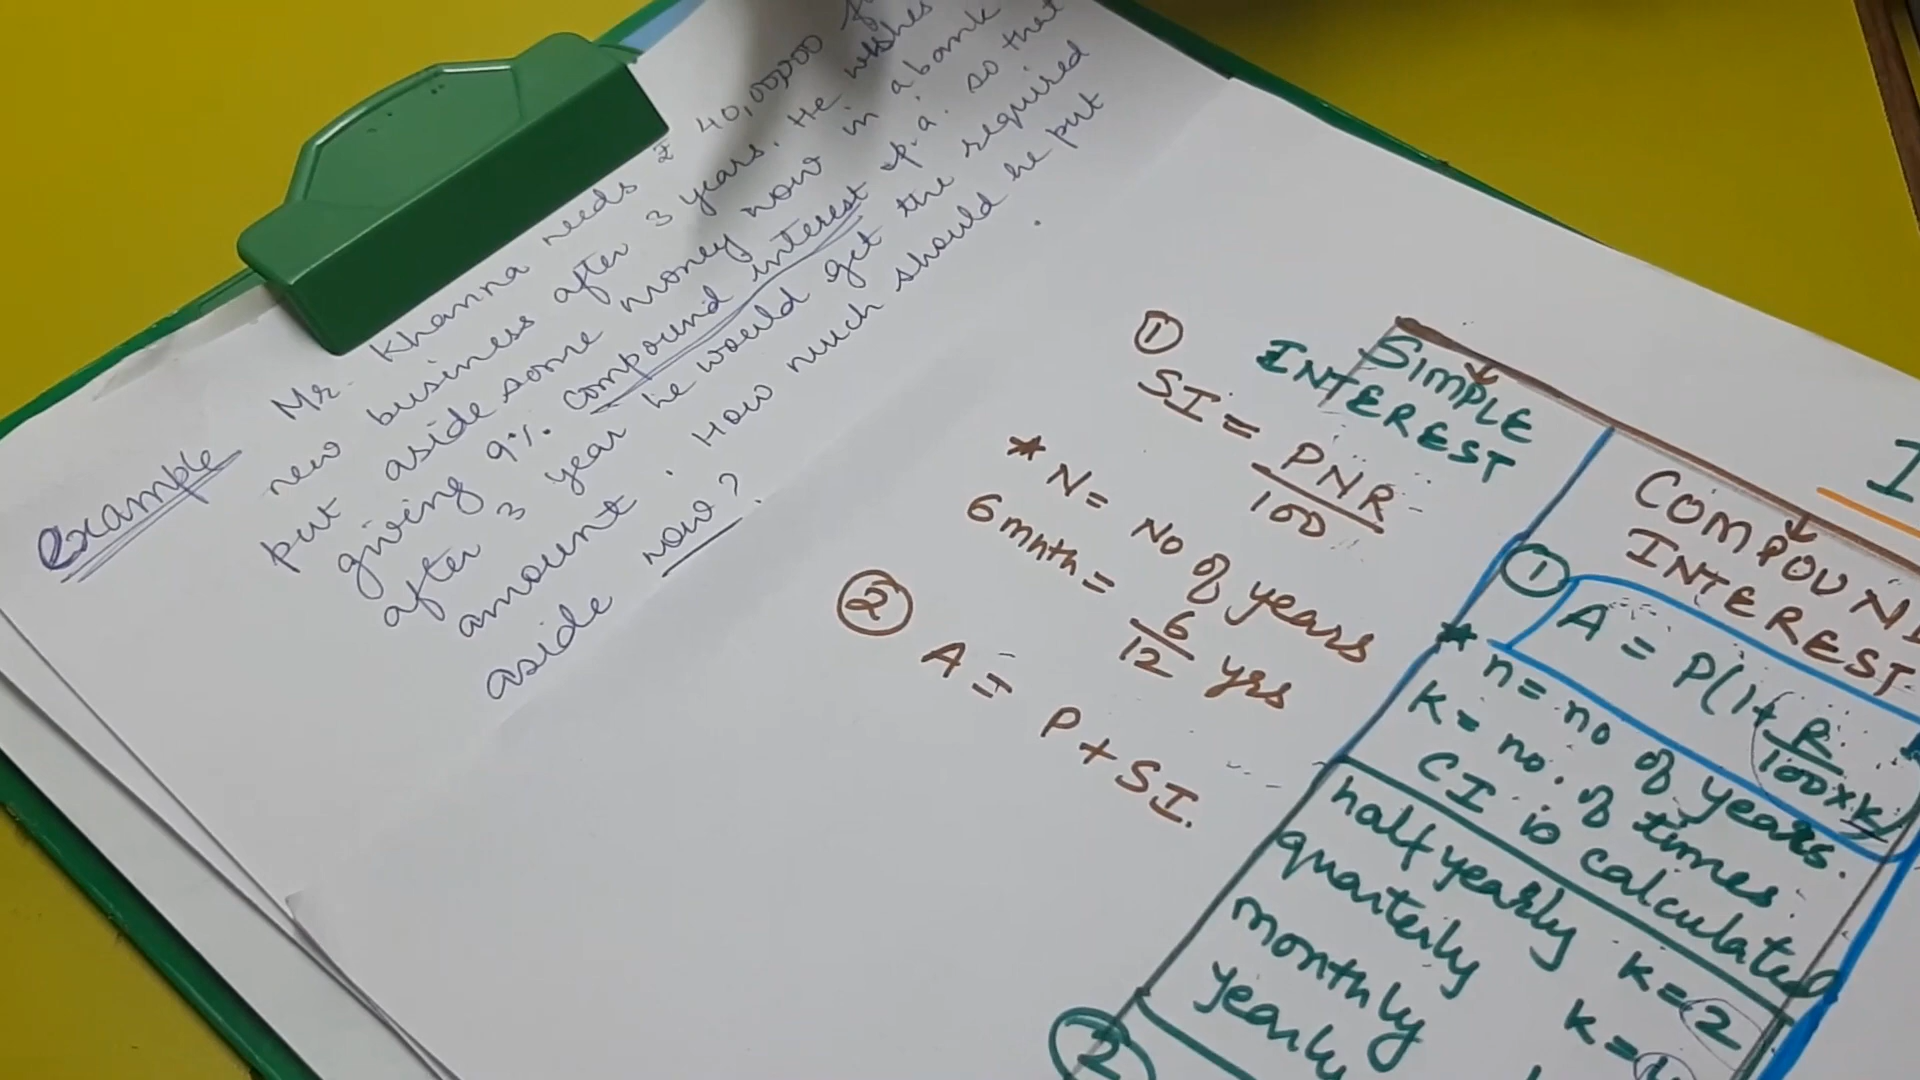 Example
Mr. Khanna needs ₹ 40,00,000
new business after 3 years. He wishes
put aside some money now in a bank
giving 9% compound interest p.a. so that
after 3 year he would get the required
amount. How much should he put
aside now?
①
SIMPLE
INTEREST
SI = PNR
100
* N = No of years
6 mnth = 6
12 yrs
② A = P + SI.
I
COMPOUN
INTEREST
① A = P(1+ R
100×k
* n = no of years.
k = no. of times
CI is calculated
half yearly k = 2
quarterly k =
monthly
yearly
②